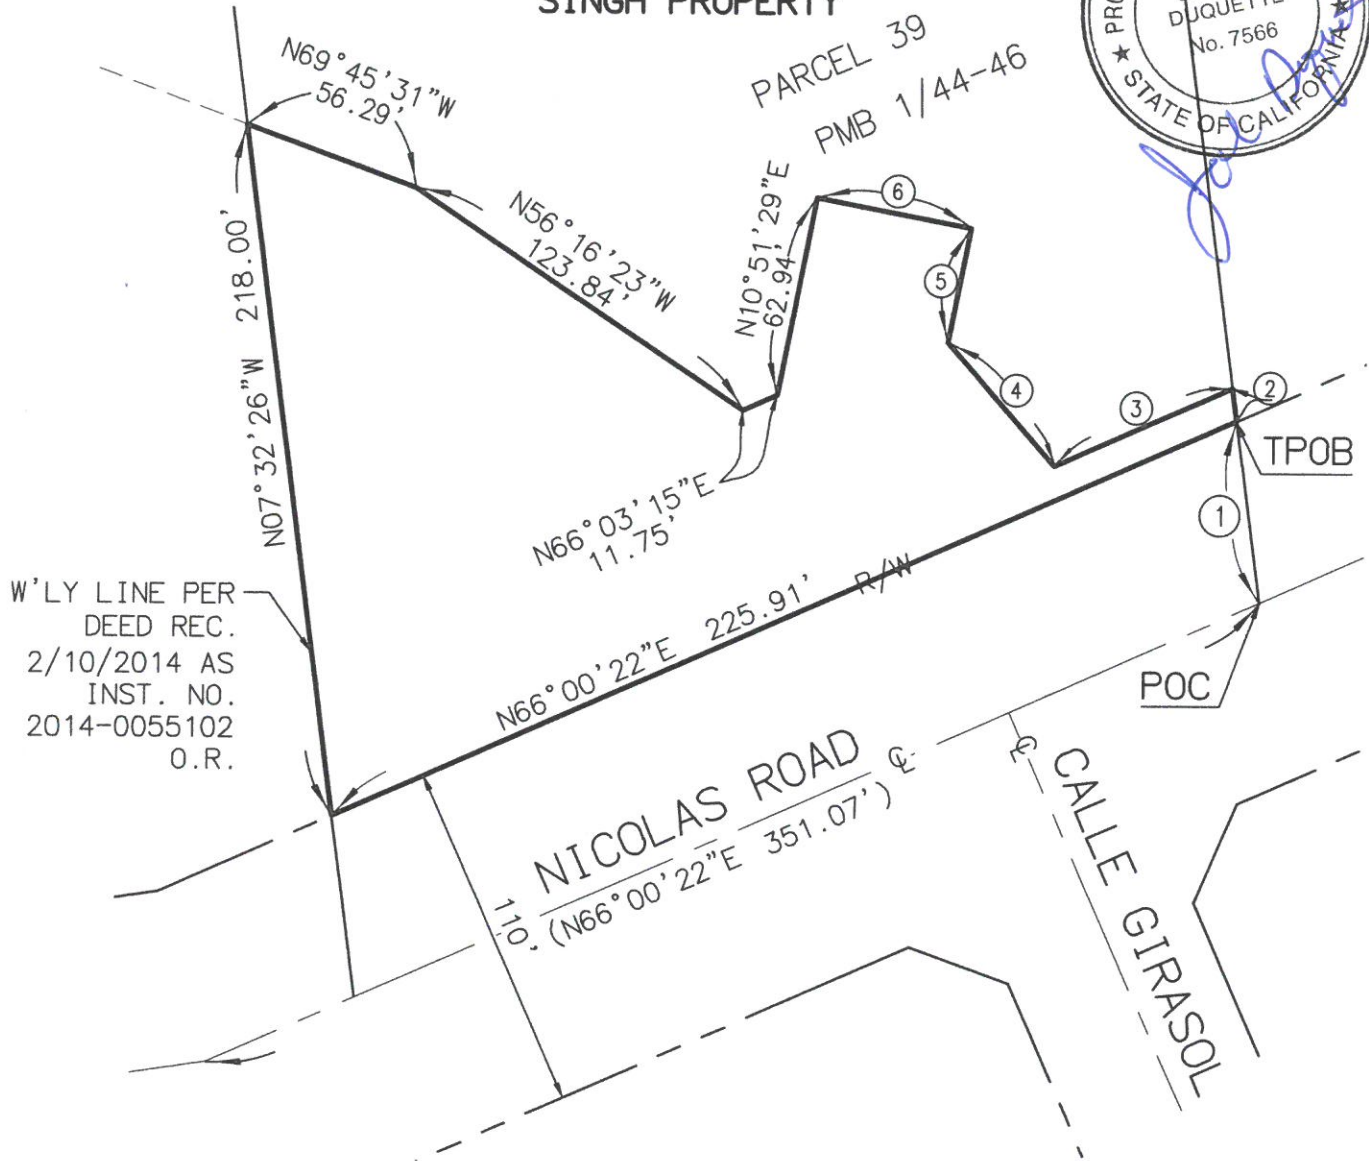 SINGH PROPERTY
PARCEL 39
PMB 1/44-46
DUQUETTE
No. 7566
★ STATE OF CALIFORNIA ★
N69°45'31"W
56.29'
N56°16'23"W
123.84'
N10°51'29"E
62.94'
6
5
4
3
2
TPOB
1
POC
N07°32'26"W 218.00'
N66°03'15"E
11.75'
W'LY LINE PER
DEED REC.
2/10/2014 AS
INST. NO.
2014-0055102
O.R.
N66°00'22"E 225.91' R/W
NICOLAS ROAD ℄
(N66°00'22"E 351.07')
110'
℄ CALLE GIRASOL